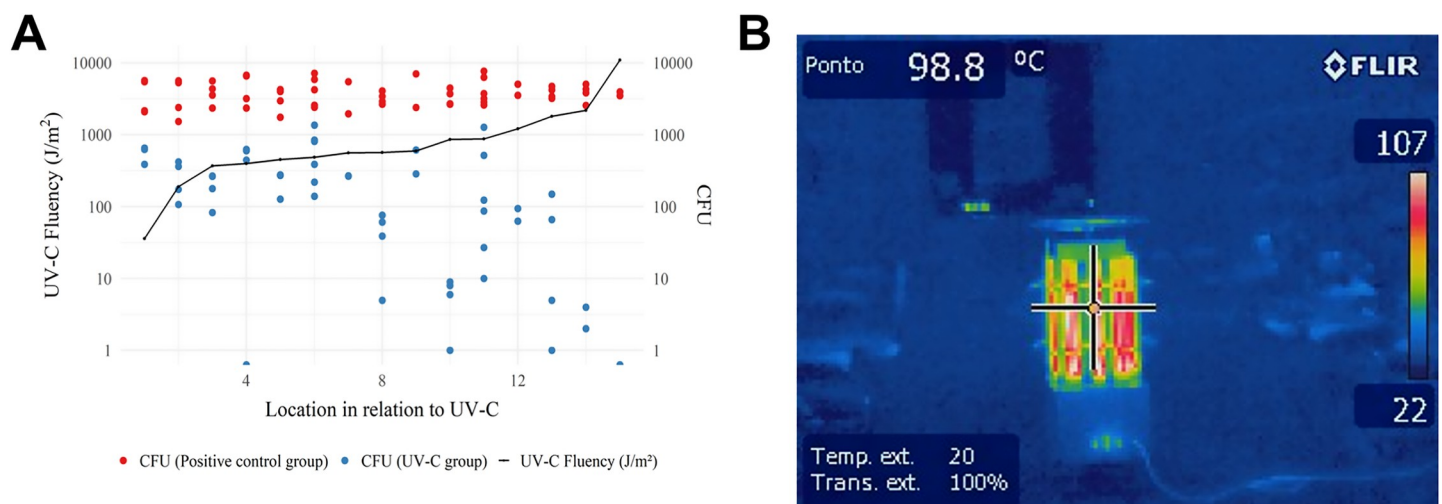 A
10000
1000
100
10
1
UV-C Fluency (J/m²)
10000
1000
100
10
1
CFU
4 8 12
Location in relation to UV-C
CFU (Positive control group) CFU (UV-C group) UV-C Fluency (J/m²)
B
Ponto 98.8 ºC
FLIR
107
22
Temp. ext. 20
Trans. ext. 100%